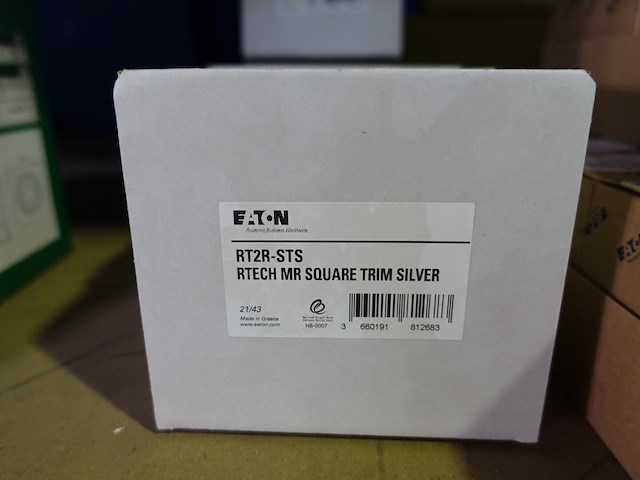 EATON
Powering Business Worldwide
RT2R-STS
RTECH MR SQUARE TRIM SILVER
21/43
Made in Greece
www.eaton.com
NB-0007
3 660191 812683
EATON